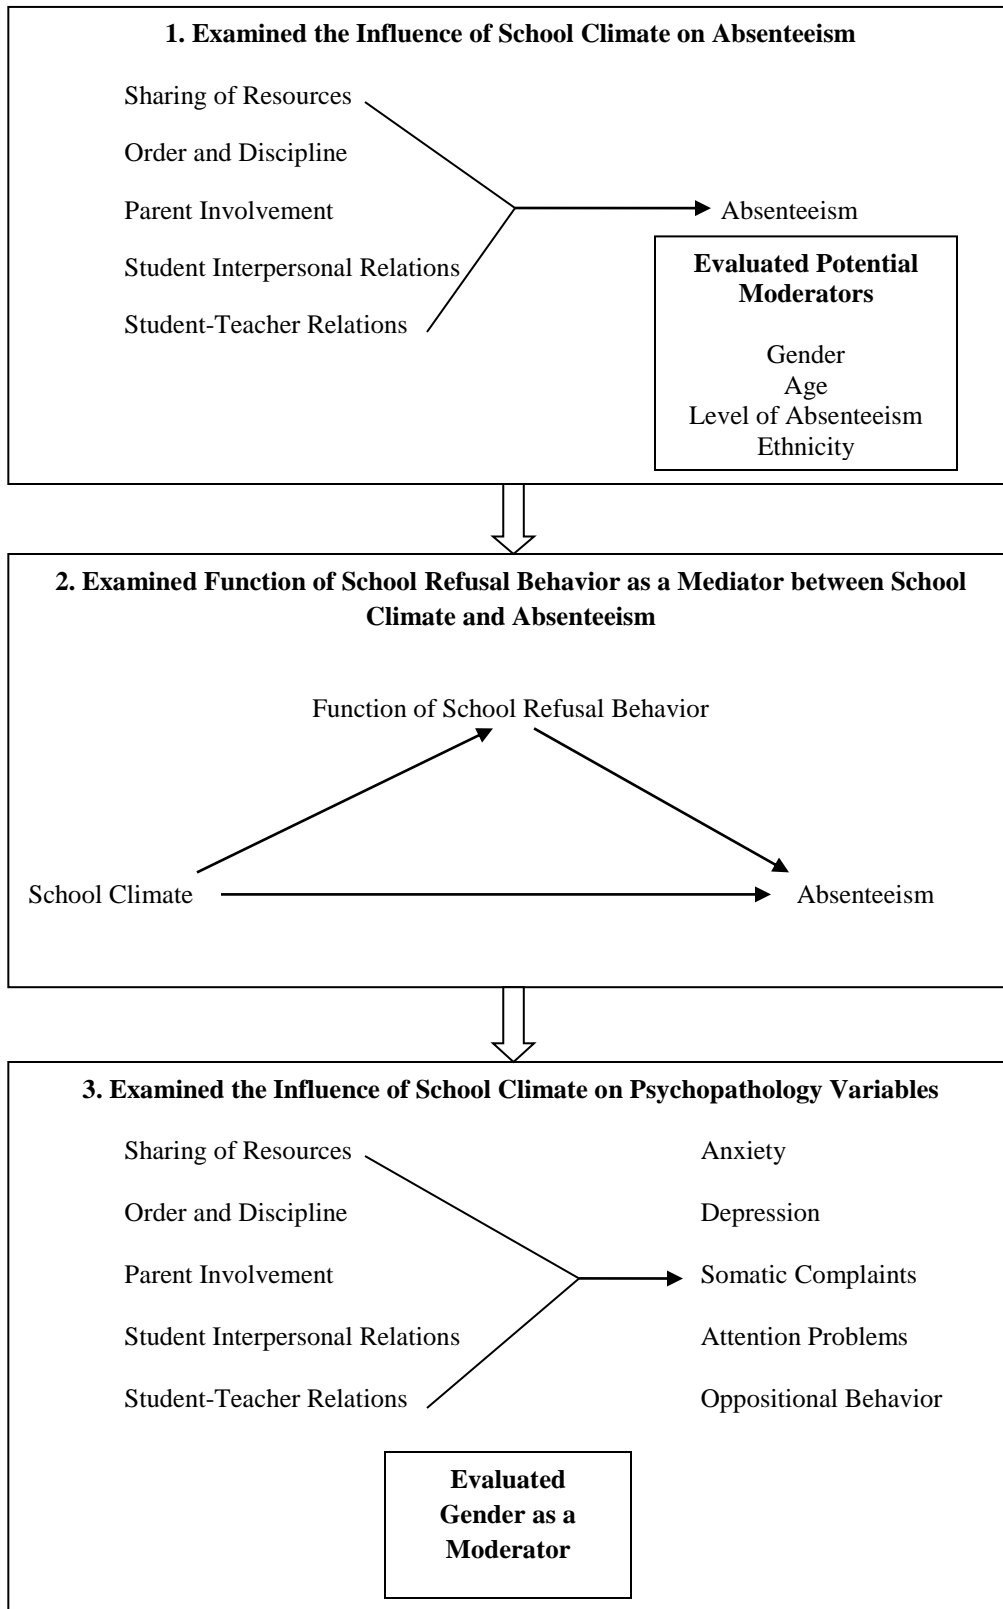 1. Examined the Influence of School Climate on Absenteeism
Sharing of Resources
Order and Discipline
Parent Involvement
Student Interpersonal Relations
Student-Teacher Relations
Absenteeism
Evaluated Potential
Moderators
Gender
Age
Level of Absenteeism
Ethnicity
2. Examined Function of School Refusal Behavior as a Mediator between School
Climate and Absenteeism
Function of School Refusal Behavior
School Climate
Absenteeism
3. Examined the Influence of School Climate on Psychopathology Variables
Sharing of Resources
Order and Discipline
Parent Involvement
Student Interpersonal Relations
Student-Teacher Relations
Anxiety
Depression
Somatic Complaints
Attention Problems
Oppositional Behavior
Evaluated
Gender as a
Moderator